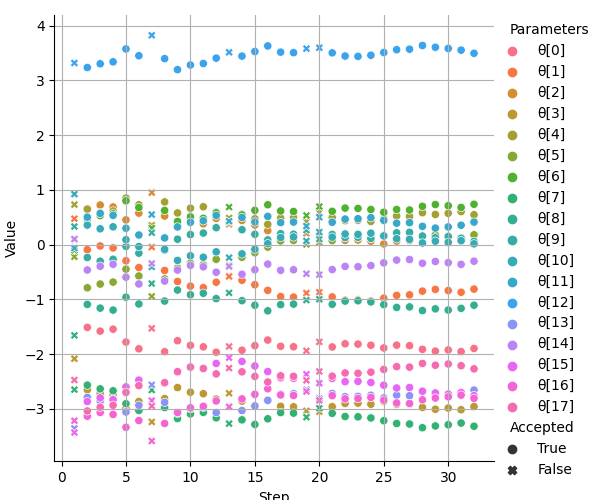 4
3
2
1
0
−1
−2
−3
Value
0
5
10
15
20
25
30
Step
Parameters
θ[0]
θ[1]
θ[2]
θ[3]
θ[4]
θ[5]
θ[6]
θ[7]
θ[8]
θ[9]
θ[10]
θ[11]
θ[12]
θ[13]
θ[14]
θ[15]
θ[16]
θ[17]
Accepted
True
False